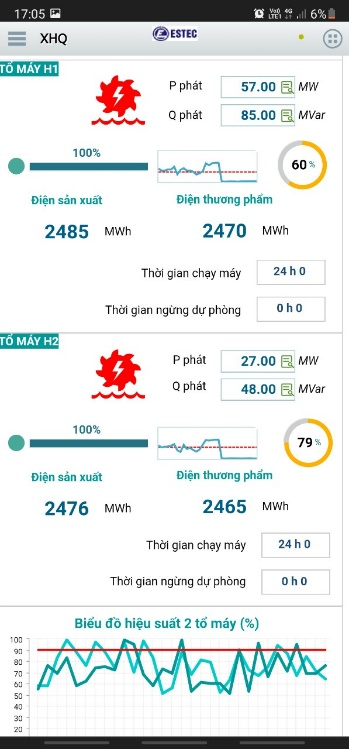 17:05
Vo) 4G
LTE1
6%
XHQ
ESTEC
TỔ MÁY H1
P phát 57.00 MW
Q phát 85.00 MVar
100%
60 %
Điện sản xuất Điện thương phẩm
2485 MWh 2470 MWh
Thời gian chạy máy 24 h 0
Thời gian ngừng dự phòng 0 h 0
TỔ MÁY H2
P phát 27.00 MW
Q phát 48.00 MVar
100%
79 %
Điện sản xuất Điện thương phẩm
2476 MWh 2465 MWh
Thời gian chạy máy 24 h 0
Thời gian ngừng dự phòng 0 h 0
Biểu đồ hiệu suất 2 tổ máy (%)
100
90
80
70
60
50
40
30
20